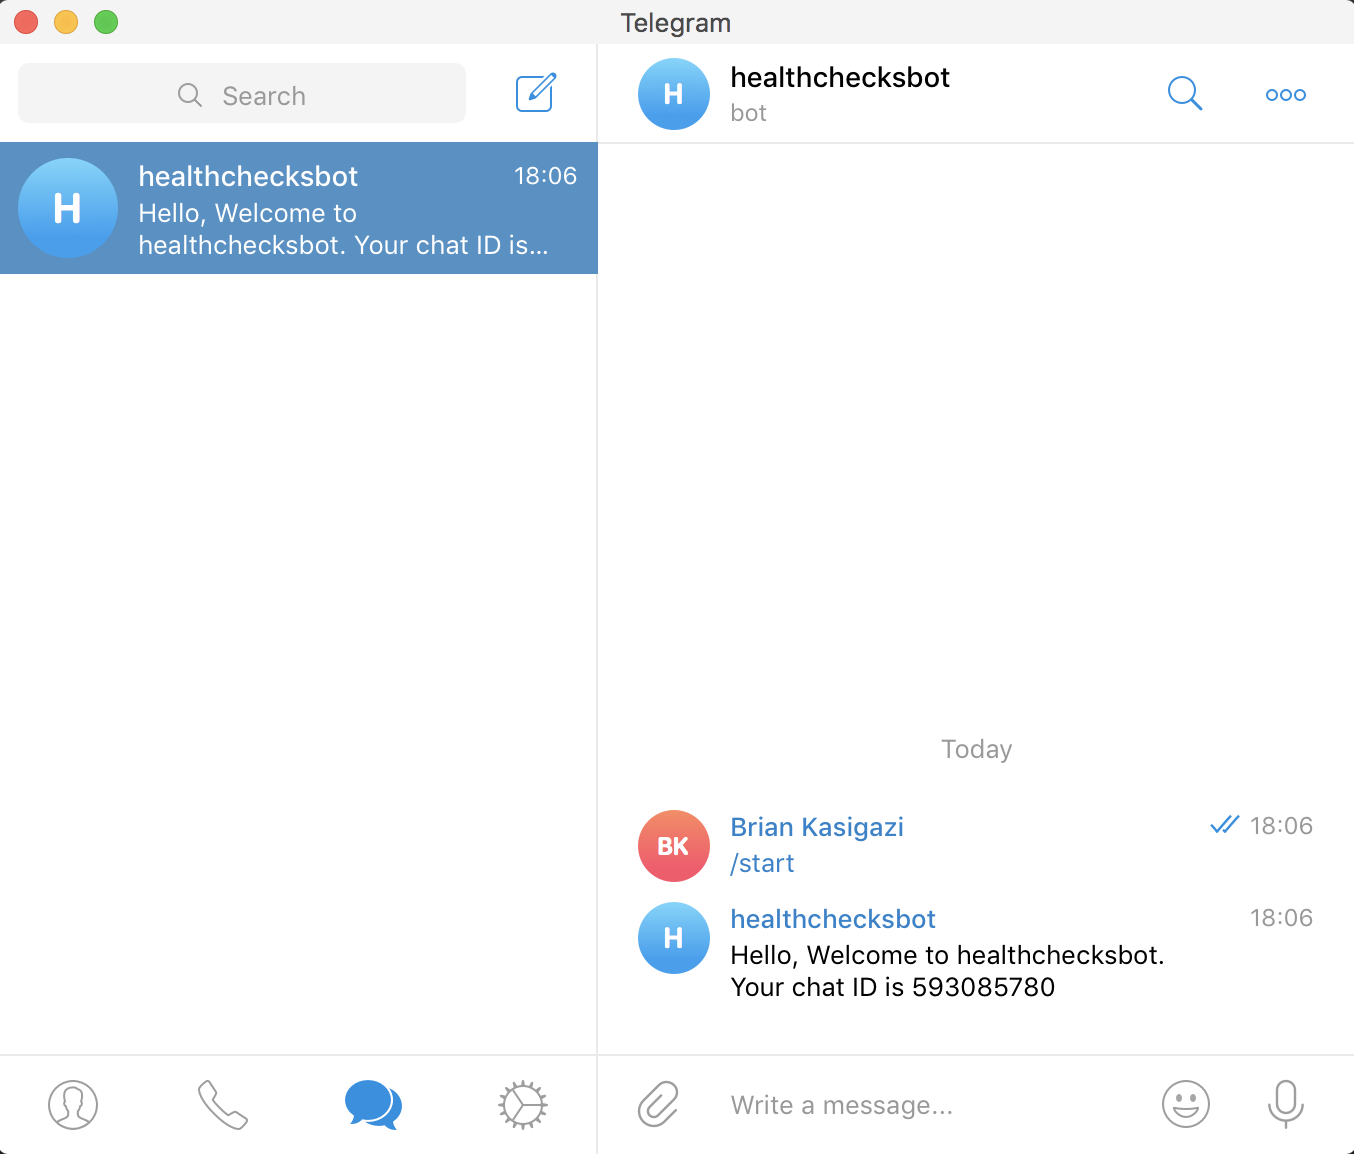 Telegram
Search
H
healthchecksbot
18:06
Hello, Welcome to
healthchecksbot. Your chat ID is...
H
healthchecksbot
bot
Today
BK
Brian Kasigazi
18:06
/start
H
healthchecksbot
18:06
Hello, Welcome to healthchecksbot.
Your chat ID is 593085780
Write a message...